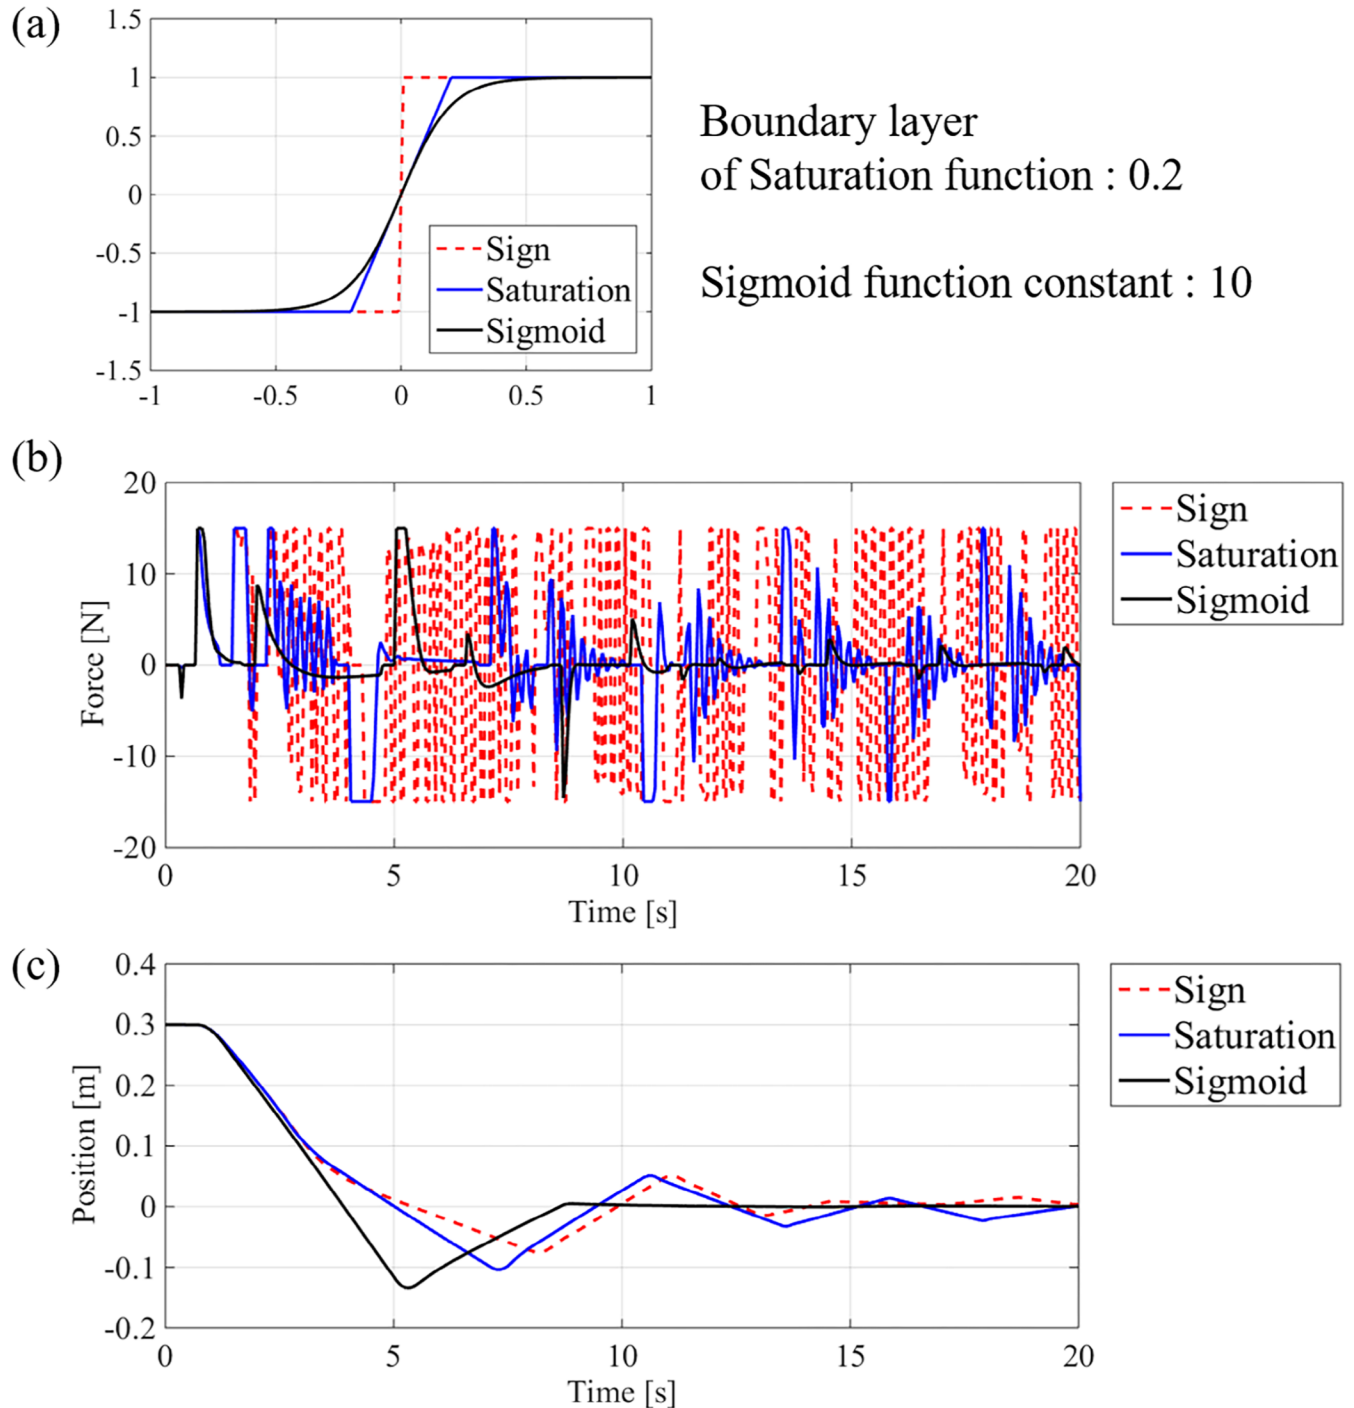 (a)
1.5
1
0.5
0
-0.5
-1
-1.5
-1 -0.5 0 0.5 1
Sign
Saturation
Sigmoid
Boundary layer
of Saturation function : 0.2
Sigmoid function constant : 10
(b)
Force [N]
20
10
0
-10
-20
0 5 10 15 20
Time [s]
Sign
Saturation
Sigmoid
(c)
Position [m]
0.4
0.3
0.2
0.1
0
-0.1
-0.2
0 5 10 15 20
Time [s]
Sign
Saturation
Sigmoid